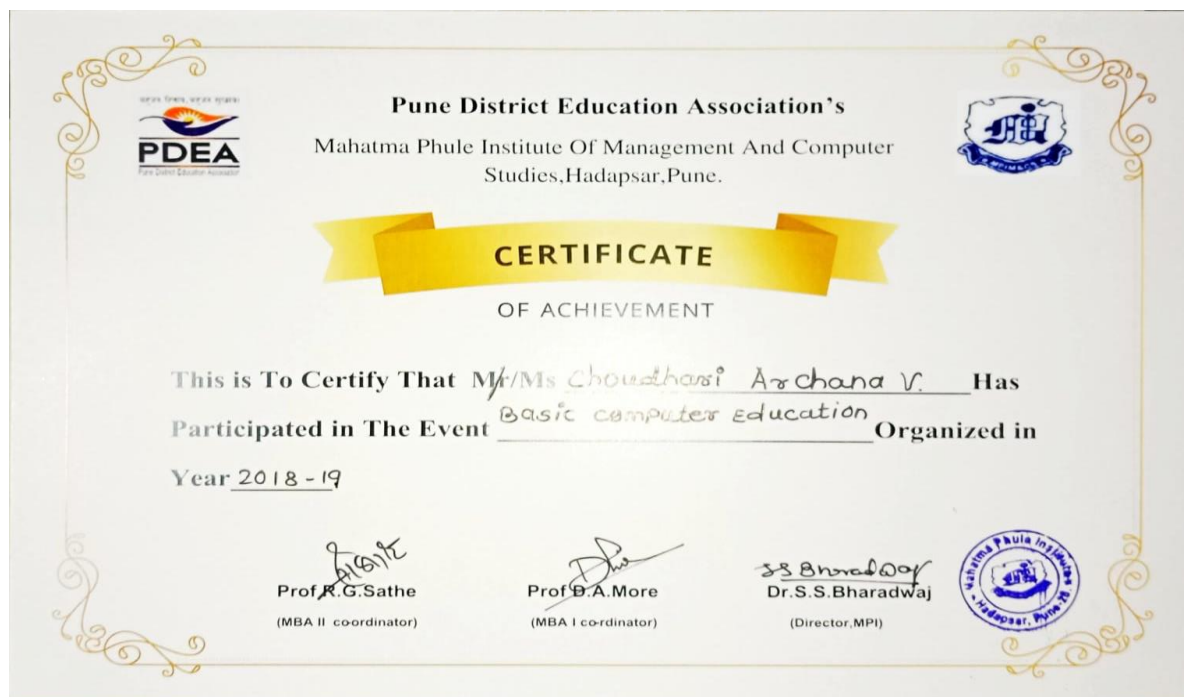 Pune District Education Association's
PDEA
Pune District Education Association
Mahatma Phule Institute Of Management And Computer
Studies,Hadapsar,Pune.
CERTIFICATE
OF ACHIEVEMENT
This is To Certify That Mr/Ms Choudhari Archana V. Has
Participated in The Event Basic computer Education Organized in
Year 2018-19
Prof.R.G.Sathe
Prof D.A.More
SS Bharadwaj
Dr.S.S.Bharadwaj
(MBA II coordinator)
(MBA I co-rdinator)
(Director,MPI)
Mahatma Phula Institute
Hadapsar, Pune-28